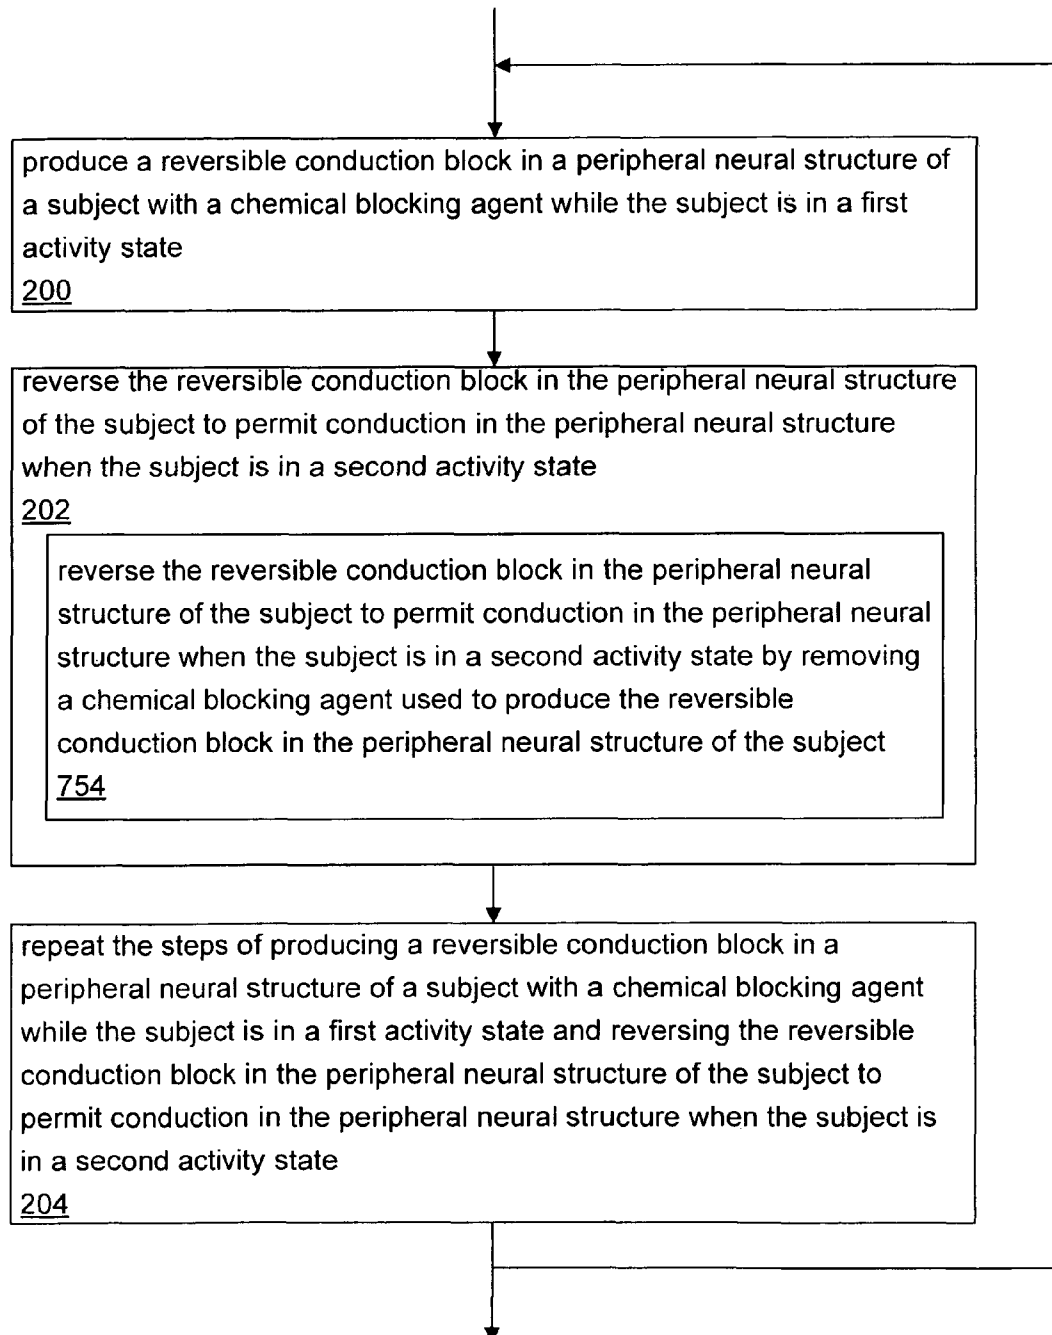 produce a reversible conduction block in a peripheral neural structure of
a subject with a chemical blocking agent while the subject is in a first
activity state
200
reverse the reversible conduction block in the peripheral neural structure
of the subject to permit conduction in the peripheral neural structure
when the subject is in a second activity state
202
reverse the reversible conduction block in the peripheral neural
structure of the subject to permit conduction in the peripheral neural
structure when the subject is in a second activity state by removing
a chemical blocking agent used to produce the reversible
conduction block in the peripheral neural structure of the subject
754
repeat the steps of producing a reversible conduction block in a
peripheral neural structure of a subject with a chemical blocking agent
while the subject is in a first activity state and reversing the reversible
conduction block in the peripheral neural structure of the subject to
permit conduction in the peripheral neural structure when the subject is
in a second activity state
204